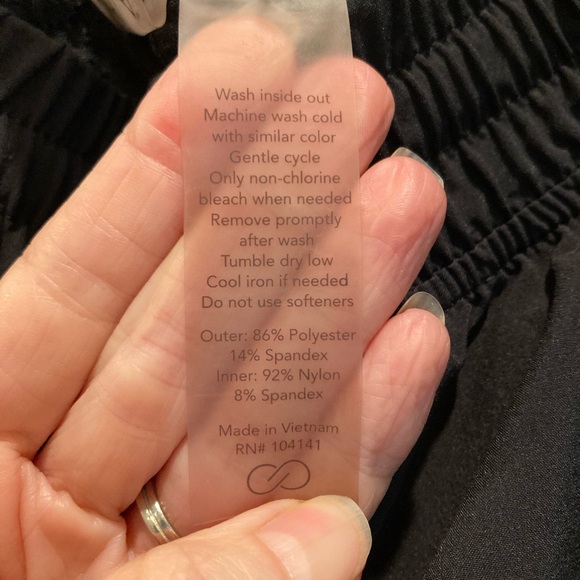 Wash inside out
Machine wash cold
with similar color
Gentle cycle
Only non-chlorine
bleach when needed
Remove promptly
after wash
Tumble dry low
Cool iron if needed
Do not use softeners
Outer: 86% Polyester
14% Spandex
Inner: 92% Nylon
8% Spandex
Made in Vietnam
RN# 104141